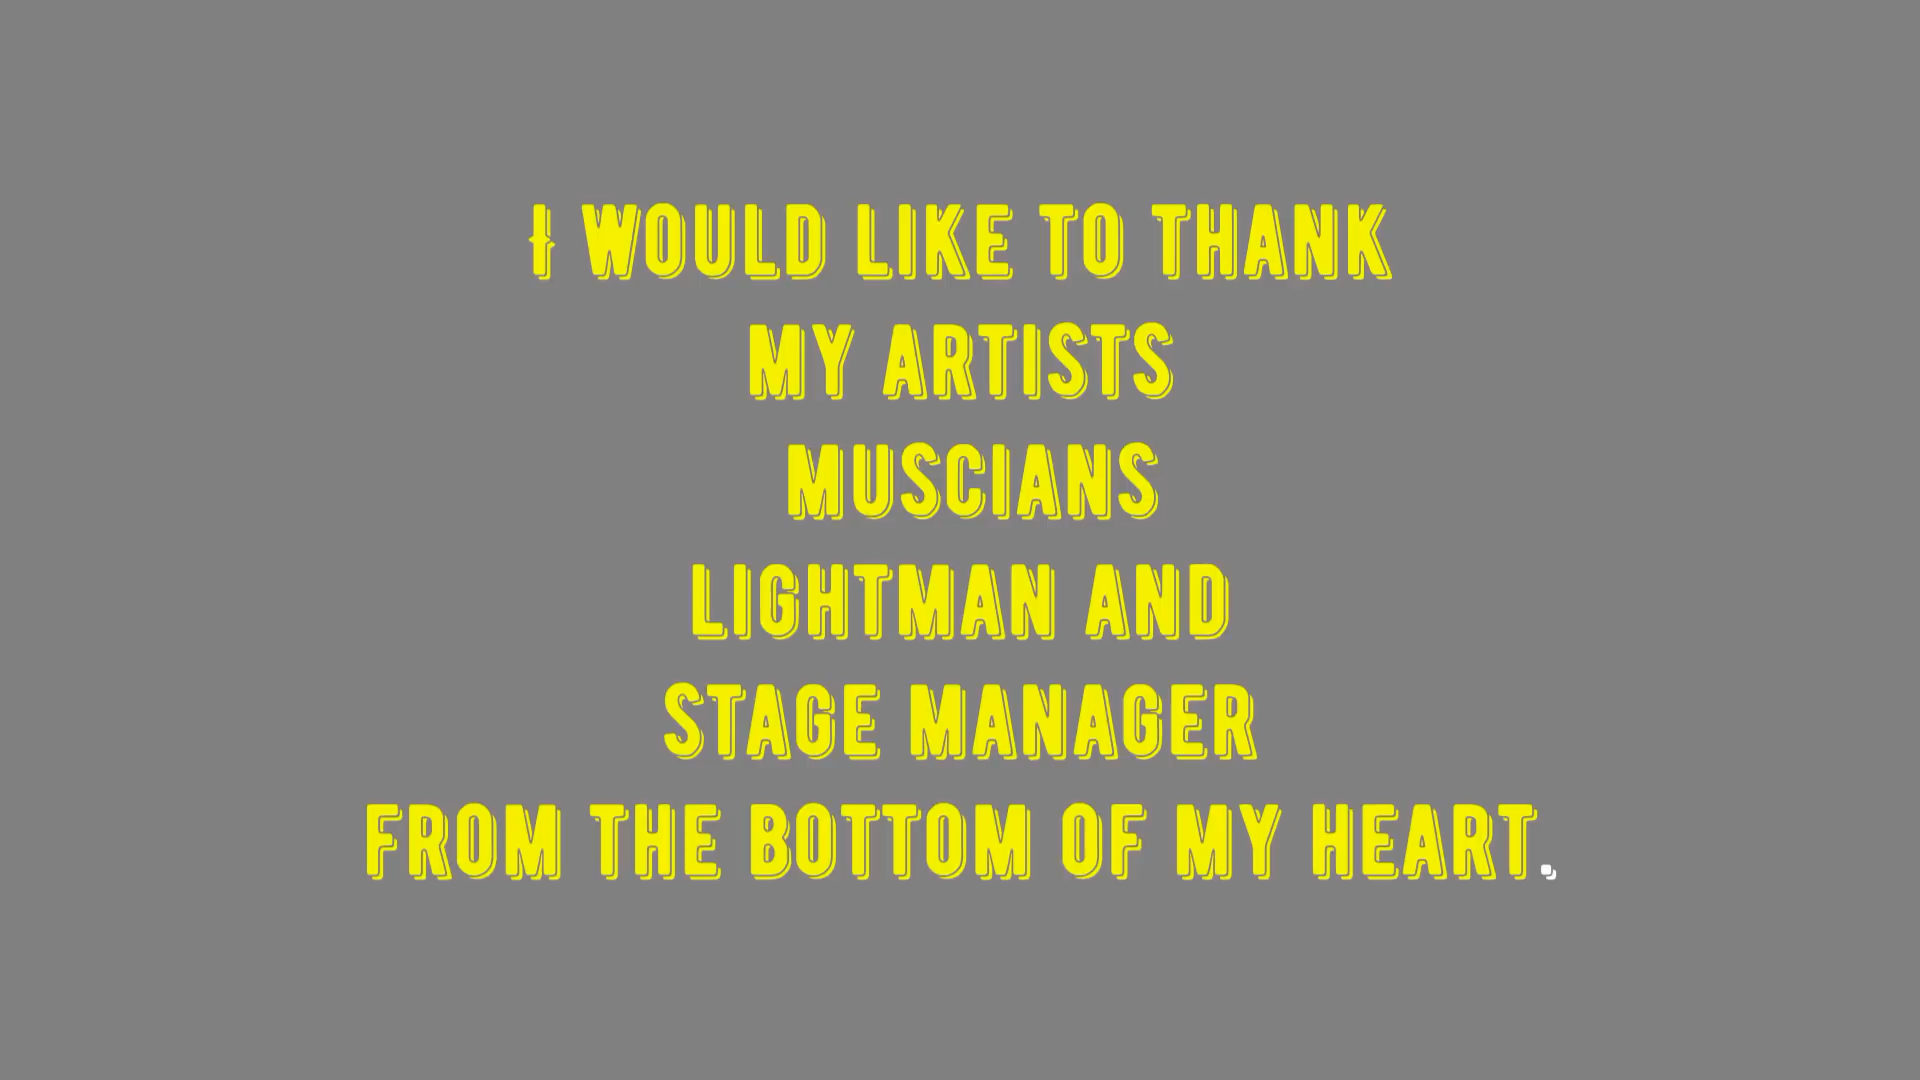 I WOULD LIKE TO THANK
MY ARTISTS
MUSCIANS
LIGHTMAN AND
STAGE MANAGER
FROM THE BOTTOM OF MY HEART.